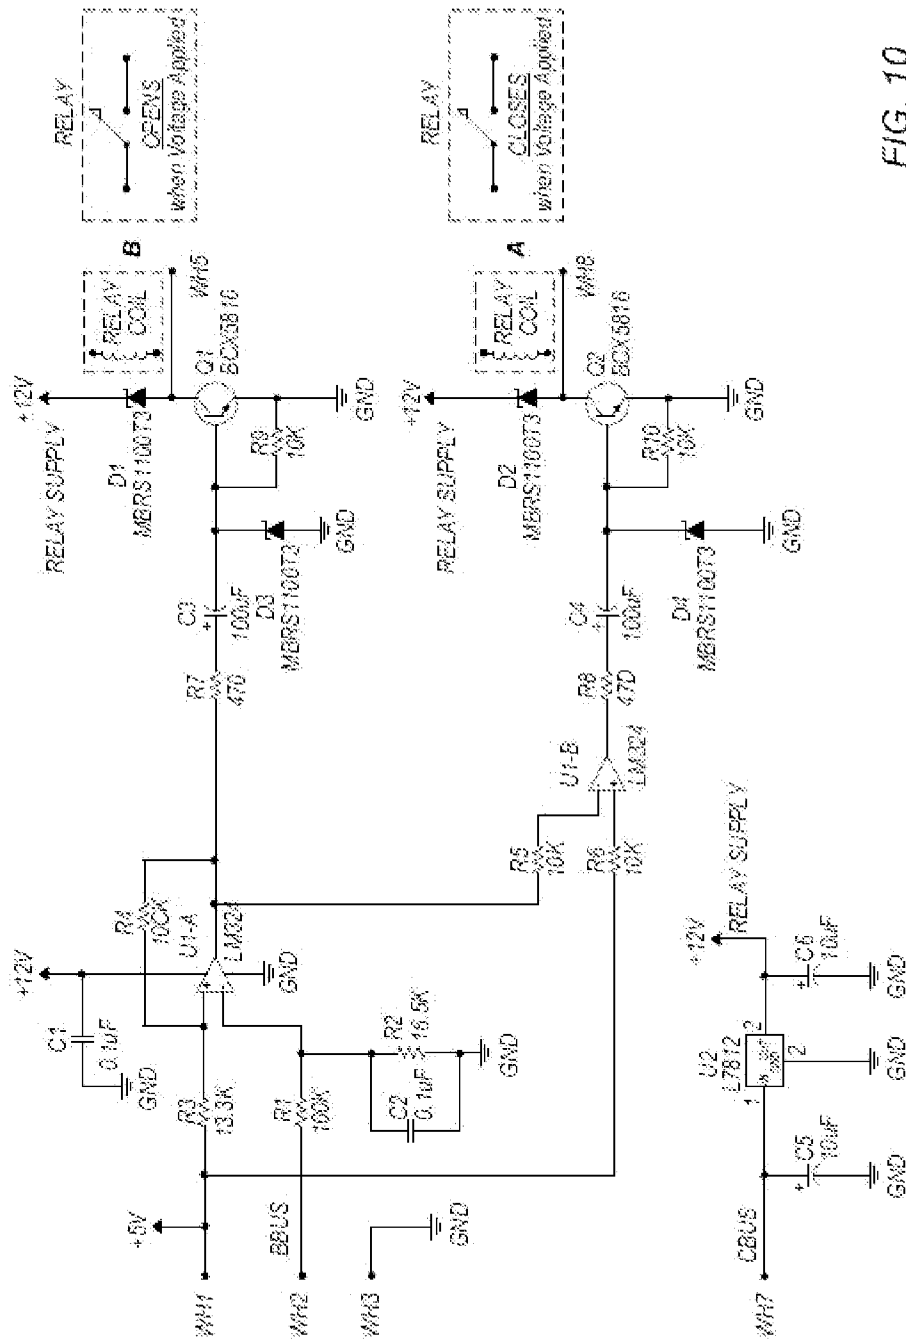 RELAY
OPENS
when Voltage Applied
RELAY
CLOSES
when Voltage Applied
FIG. 10
+12V
RELAY SUPPLY
D1
MBRS1100T3
RELAY
COIL
B
WH5
Q1
BCX5616
R9
10K
GND
C3
+
100uF
D3
MBRS1100T3
GND
R7
470
+12V
RELAY SUPPLY
D2
MBRS1100T3
RELAY
COIL
A
WH6
Q2
BCX5616
R10
10K
GND
C4
+
100uF
D4
MBRS1100T3
GND
R8
470
U1-B
LM324
R5
10K
R6
10K
+12V
C1
0.1uF
GND
R4
100K
U1-A
LM324
GND
R3
13.3K
R1
100K
R2
16.5K
C2
0.1uF
GND
+5V
WH1
BBUS
WH2
WH3
GND
+12V
RELAY SUPPLY
U2
L7812
1
2
2
C6
+
10uF
GND
GND
C5
+
10uF
GND
CBUS
WH7